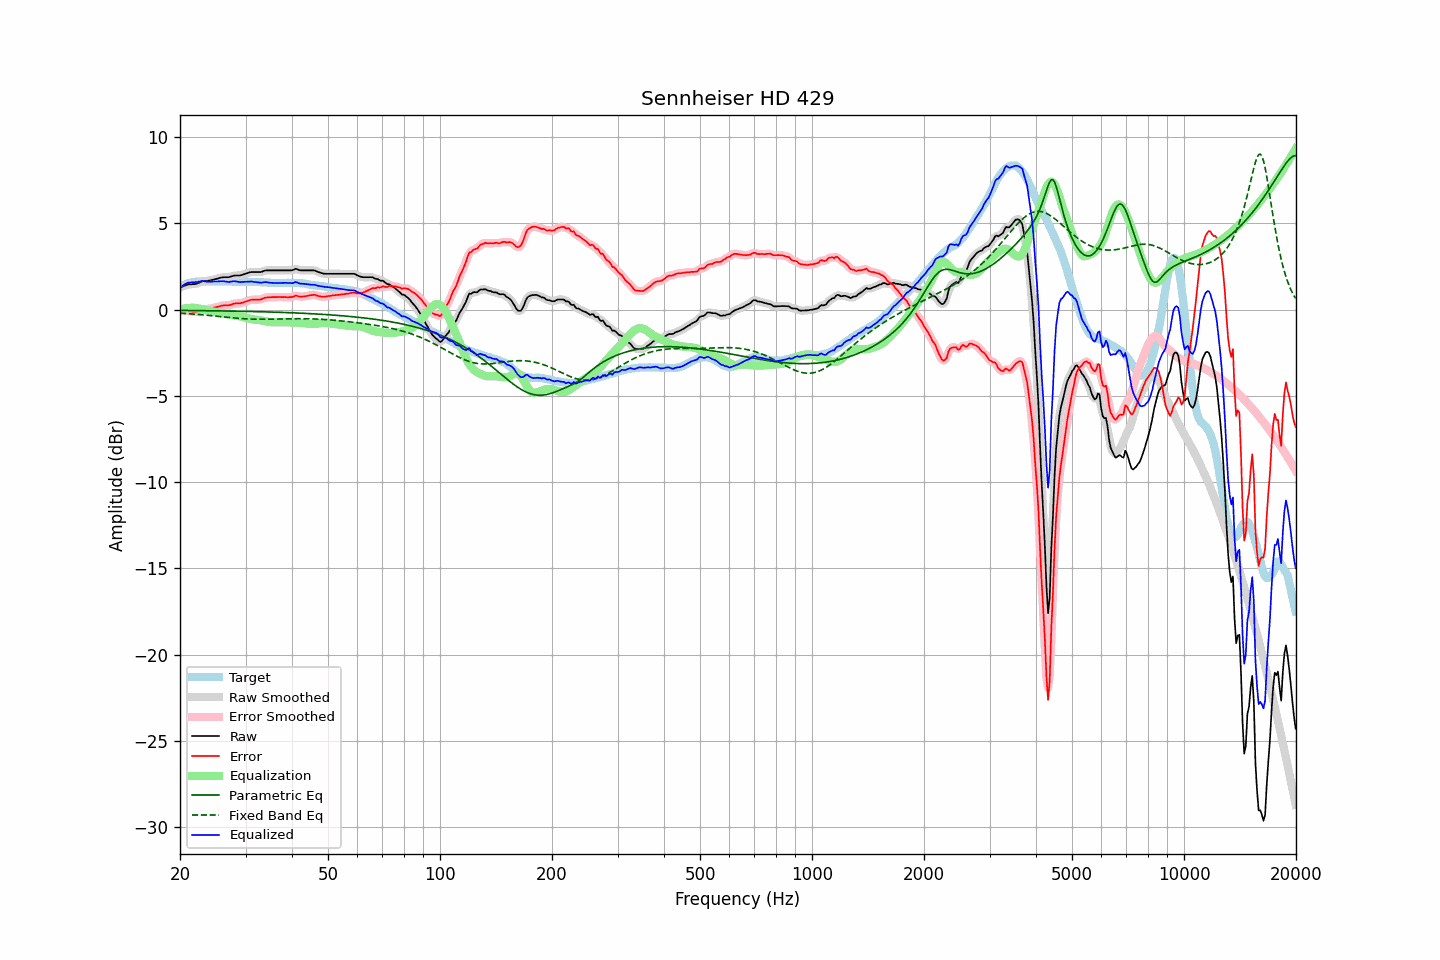 Sennheiser HD 429
Amplitude (dBr)
10
5
0
−5
−10
−15
−20
−25
−30
Target
Raw Smoothed
Error Smoothed
Raw
Error
Equalization
Parametric Eq
Fixed Band Eq
Equalized
20 50 100 200 500 1000 2000 5000 10000 20000
Frequency (Hz)